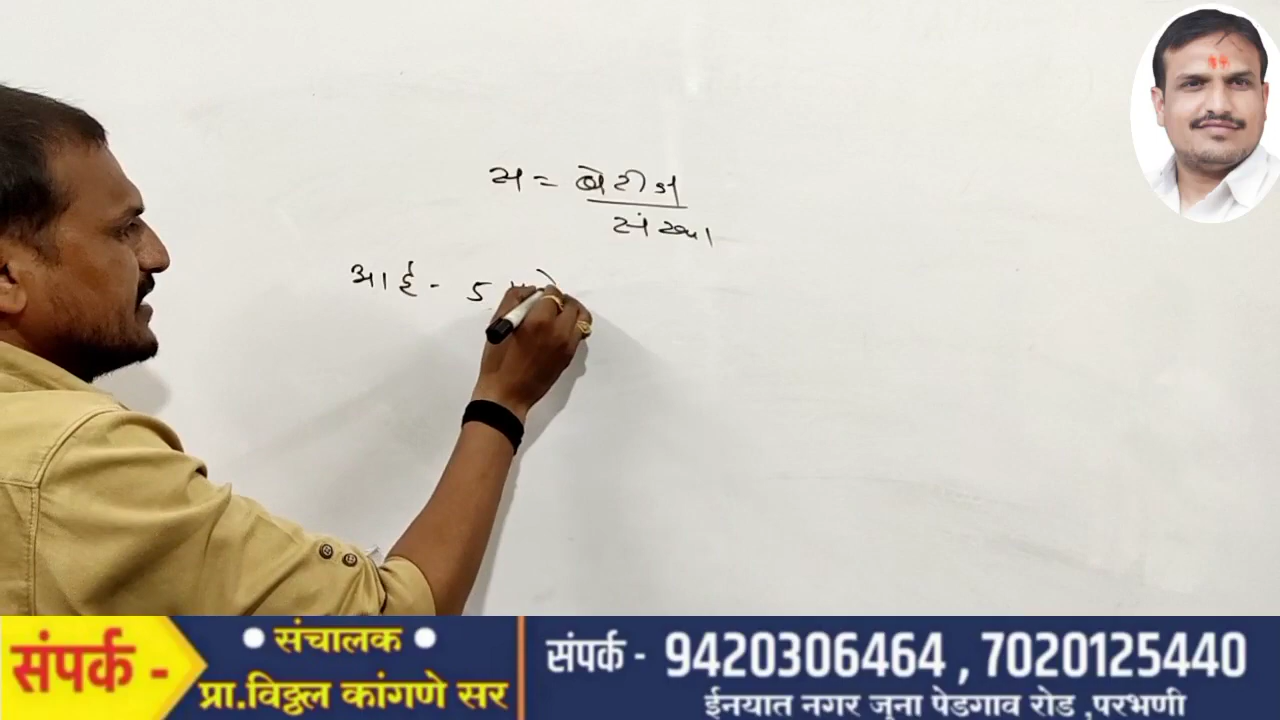 स = बेरीज
संख्या
आई - 5
संपर्क -
संचालक
प्रा.विठ्ठल कांगणे सर
संपर्क - 9420306464 , 7020125440
ईनयात नगर जूना पेडगाव रोड ,परभणी